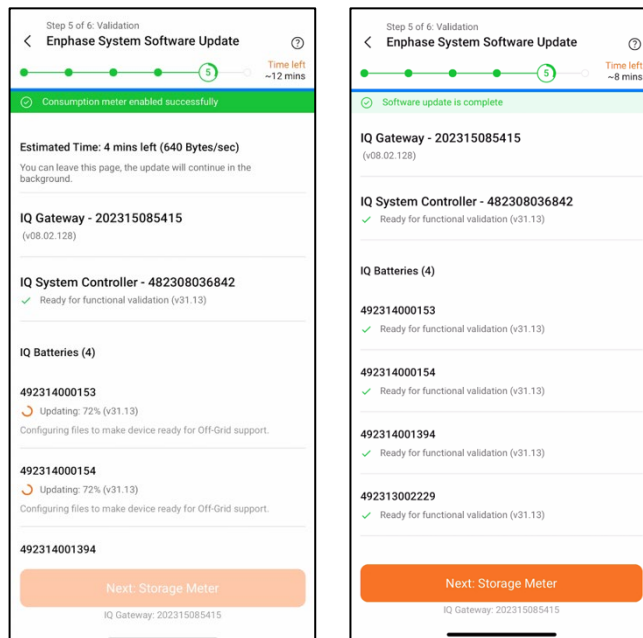 Step 5 of 6: Validation
Enphase System Software Update
5
Time left
~12 mins
Consumption meter enabled successfully
Estimated Time: 4 mins left (640 Bytes/sec)
You can leave this page, the update will continue in the
background.
IQ Gateway - 202315085415
(v08.02.128)
IQ System Controller - 482308036842
Ready for functional validation (v31.13)
IQ Batteries (4)
492314000153
Updating: 72% (v31.13)
Configuring files to make device ready for Off-Grid support.
492314000154
Updating: 72% (v31.13)
Configuring files to make device ready for Off-Grid support.
492314001394
Next: Storage Meter
IQ Gateway: 202315085415
Step 5 of 6: Validation
Enphase System Software Update
5
Time left
~8 mins
Software update is complete
IQ Gateway - 202315085415
(v08.02.128)
IQ System Controller - 482308036842
Ready for functional validation (v31.13)
IQ Batteries (4)
492314000153
Ready for functional validation (v31.13)
492314000154
Ready for functional validation (v31.13)
492314001394
Ready for functional validation (v31.13)
492313002229
Ready for functional validation (v31.13)
Next: Storage Meter
IQ Gateway: 202315085415